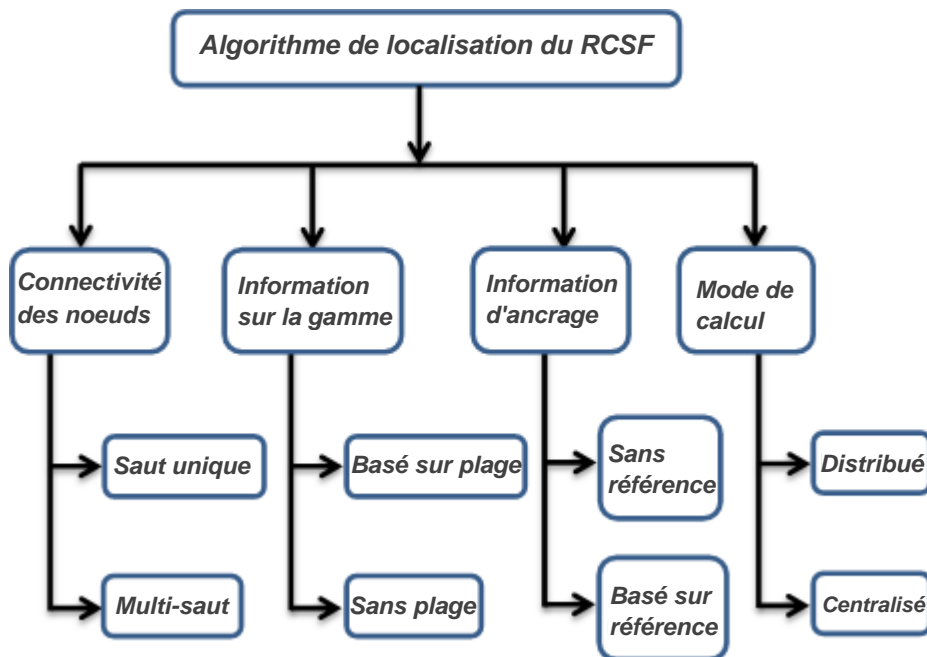 Algorithme de localisation du RCSF
Connectivité
des noeuds
Information
sur la gamme
Information
d'ancrage
Mode de
calcul
Saut unique
Basé sur plage
Sans
référence
Distribué
Multi-saut
Sans plage
Basé sur
référence
Centralisé